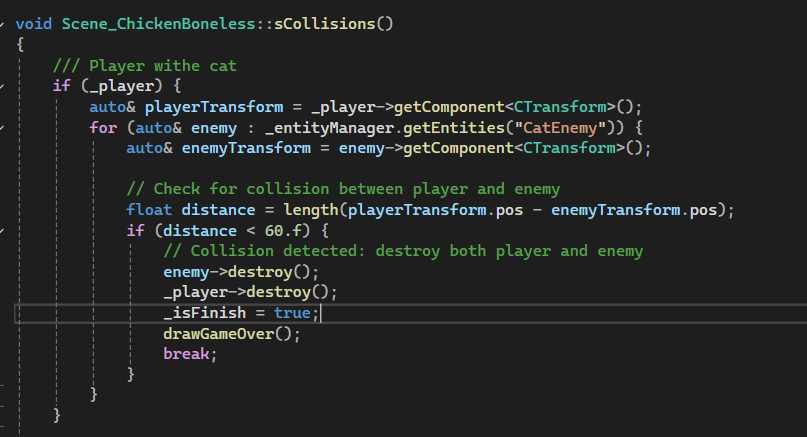 void Scene_ChickenBoneless::sCollisions()
{
/// Player withe cat
if (_player) {
auto& playerTransform = _player->getComponent<CTransform>();
for (auto& enemy : _entityManager.getEntities("CatEnemy")) {
auto& enemyTransform = enemy->getComponent<CTransform>();
// Check for collision between player and enemy
float distance = length(playerTransform.pos - enemyTransform.pos);
if (distance < 60.f) {
// Collision detected: destroy both player and enemy
enemy->destroy();
_player->destroy();
_isFinish = true;
drawGameOver();
break;
}
}
}